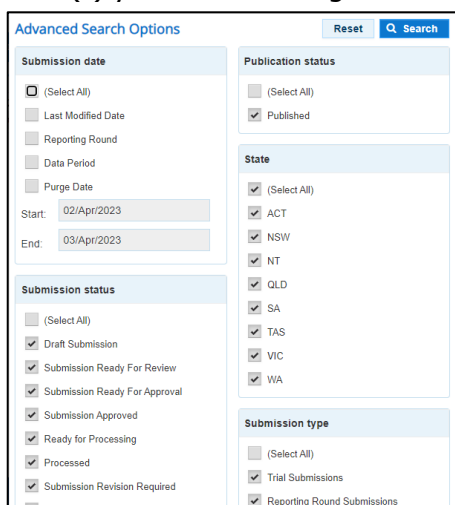 Advanced Search Options
Reset
Search
Submission date
(Select All)
Last Modified Date
Reporting Round
Data Period
Purge Date
Start: 02/Apr/2023
End: 03/Apr/2023
Submission status
(Select All)
Draft Submission
Submission Ready For Review
Submission Ready For Approval
Submission Approved
Ready for Processing
Processed
Submission Revision Required
Publication status
(Select All)
Published
State
(Select All)
ACT
NSW
NT
QLD
SA
TAS
VIC
WA
Submission type
(Select All)
Trial Submissions
Reporting Round Submissions